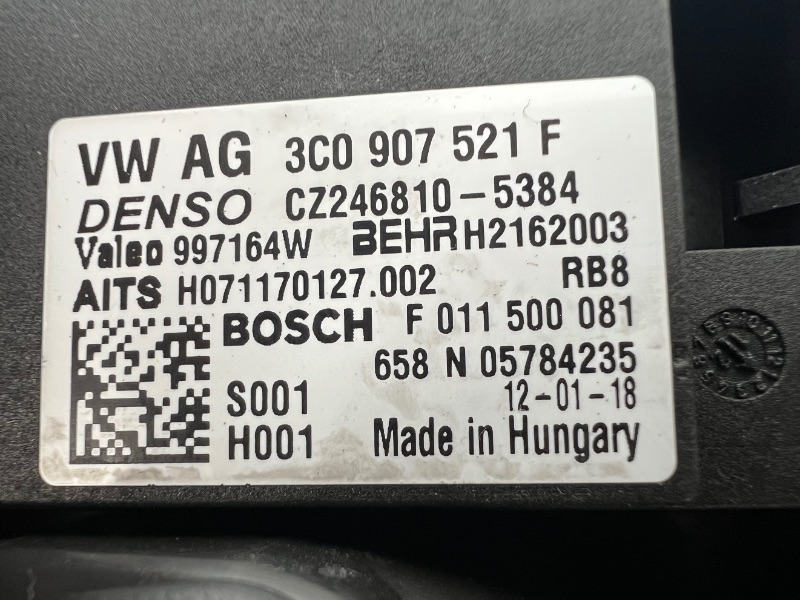 VW AG 3C0 907 521 F
DENSO CZ246810-5384
Valeo 997164W BEHR H2162003
AITS H071170127.002 RB8
BOSCH F 011 500 081
658 N 05784235
S001 12-01-18
H001 Made in Hungary